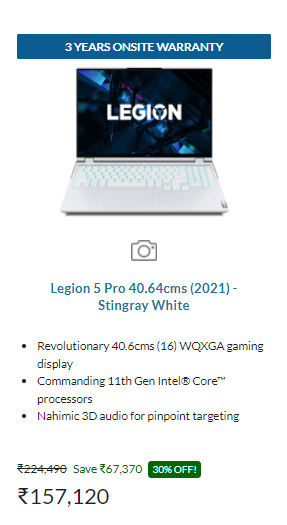 3 YEARS ONSITE WARRANTY
LEGION
Legion 5 Pro 40.64cms (2021) -
Stingray White
Revolutionary 40.6cms (16) WQXGA gaming
display
Commanding 11th Gen Intel® Core™
processors
Nahimic 3D audio for pinpoint targeting
₹224,490 Save ₹67,370 30% OFF!
₹157,120